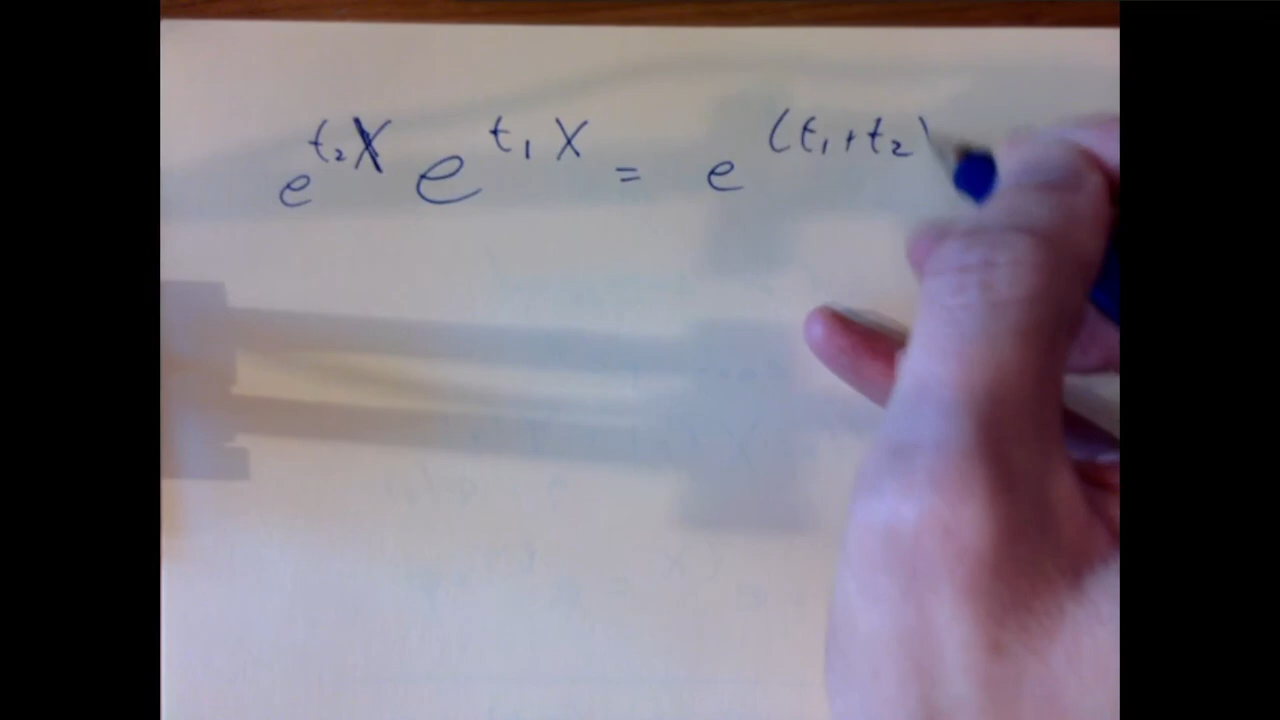 e^{t₂X} e^{t₁X} = e^{(t₁+t₂)}